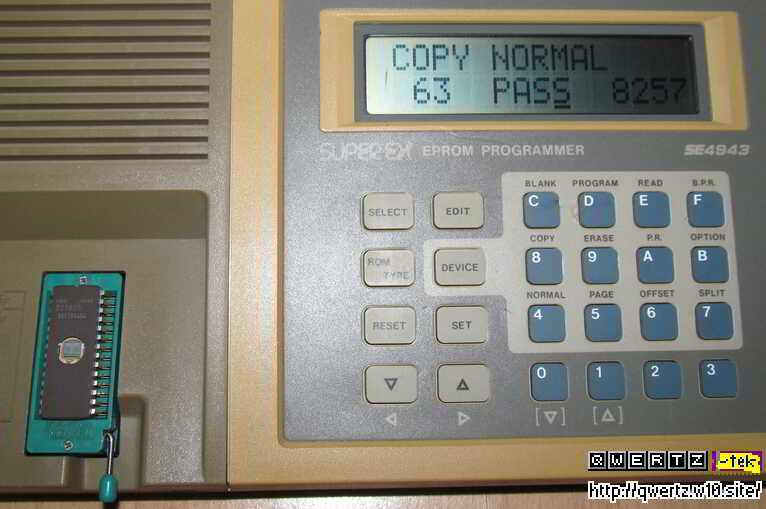 COPY NORMAL
63 PASS 8257
SUPEREX EPROM PROGRAMMER SE4943
BLANK PROGRAM READ B.P.R.
SELECT EDIT C D E F
COPY ERASE P.R. OPTION
ROM TYPE DEVICE 8 9 A B
NORMAL PAGE OFFSET SPLIT
RESET SET 4 5 6 7
0 1 2 3
[▽] [△]
QWERTZ -tek
http://qwertz.w10.site/